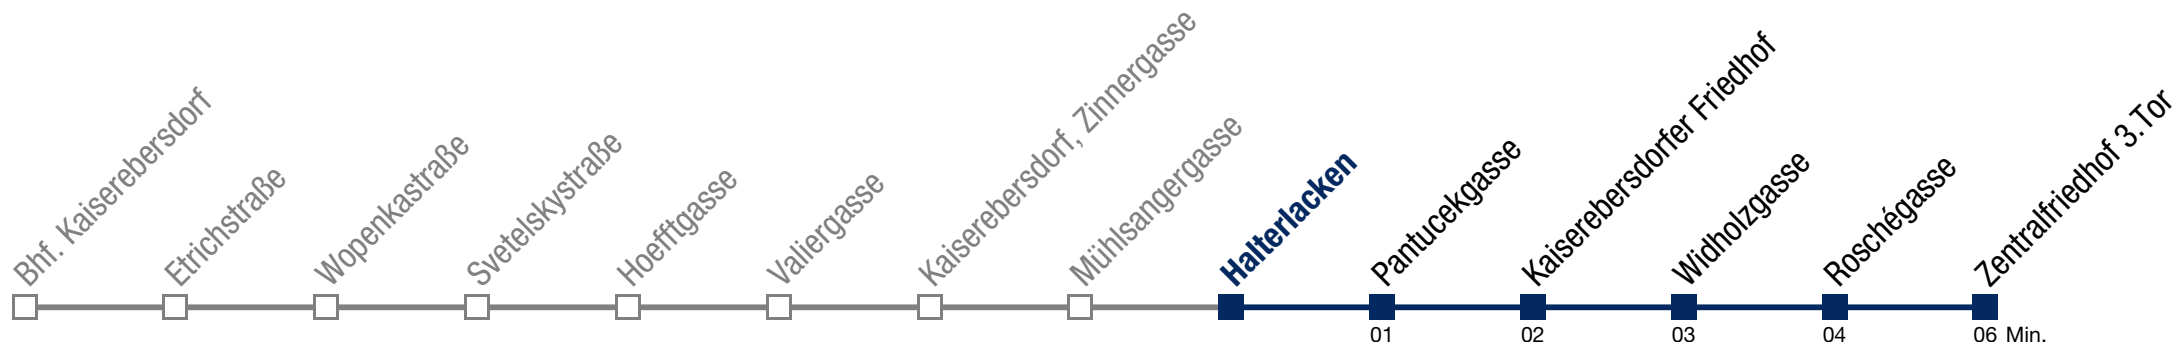 Bhf. Kaiserebersdorf
Etrichstraße
Wopenkastraße
Svetelskystraße
Hoefftgasse
Valiergasse
Kaiserebersdorf, Zinnergasse
Mühlsangergasse
Halterlacken
Pantucekgasse
Kaiserebersdorfer Friedhof
Widholzgasse
Roschégasse
Zentralfriedhof 3.Tor
01 02 03 04 06 Min.